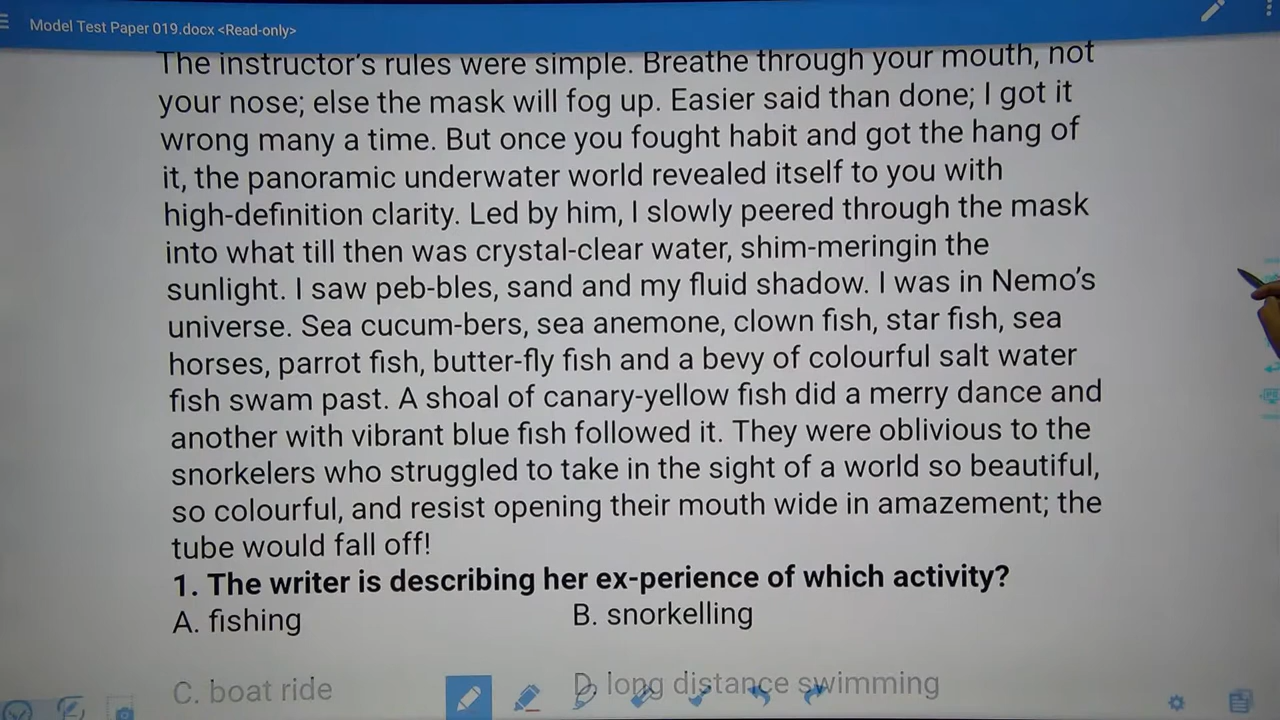 Model Test Paper 019.docx <Read-only>
The instructor's rules were simple. Breathe through your mouth, not
your nose; else the mask will fog up. Easier said than done; I got it
wrong many a time. But once you fought habit and got the hang of
it, the panoramic underwater world revealed itself to you with
high-definition clarity. Led by him, I slowly peered through the mask
into what till then was crystal-clear water, shim-meringin the
sunlight. I saw peb-bles, sand and my fluid shadow. I was in Nemo's
universe. Sea cucum-bers, sea anemone, clown fish, star fish, sea
horses, parrot fish, butter-fly fish and a bevy of colourful salt water
fish swam past. A shoal of canary-yellow fish did a merry dance and
another with vibrant blue fish followed it. They were oblivious to the
snorkelers who struggled to take in the sight of a world so beautiful,
so colourful, and resist opening their mouth wide in amazement; the
tube would fall off!
1. The writer is describing her ex-perience of which activity?
A. fishing B. snorkelling
C. boat ride D. long distance swimming